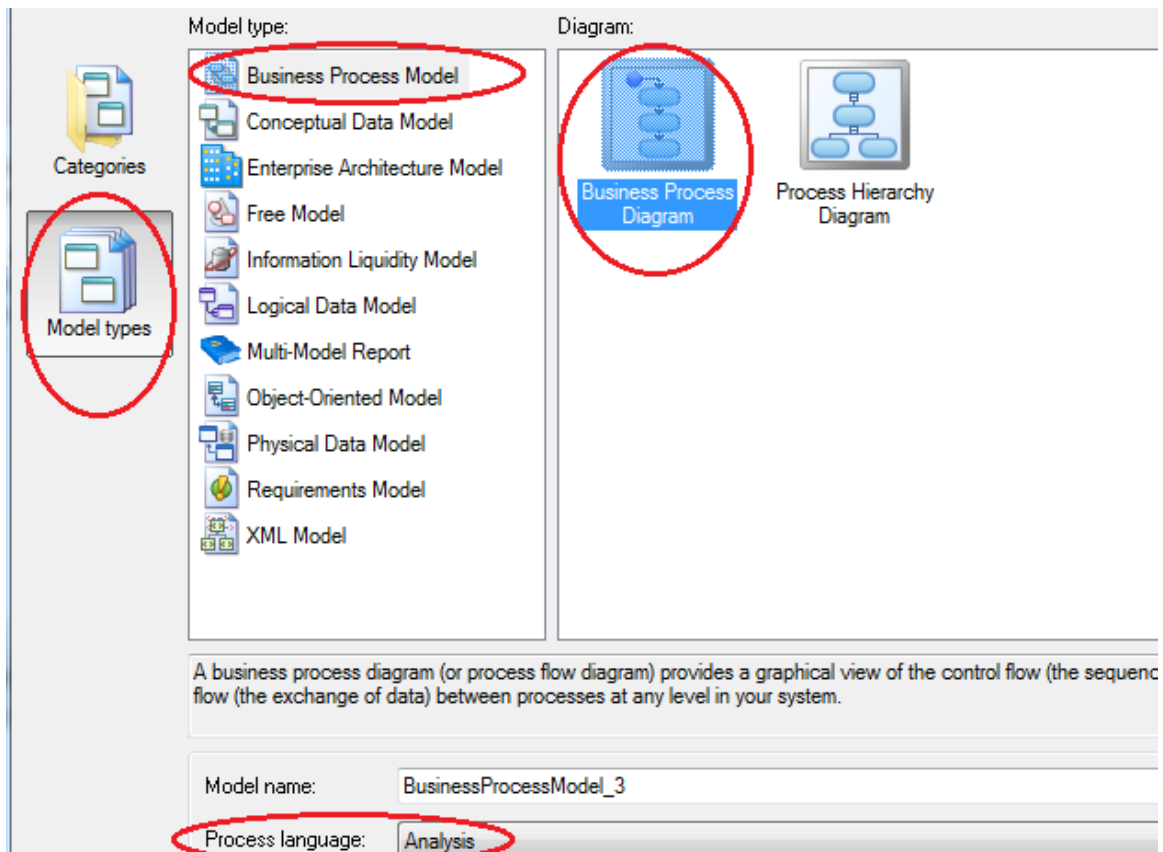 Model type:
Diagram:
Categories
Model types
Business Process Model
Conceptual Data Model
Enterprise Architecture Model
Free Model
Information Liquidity Model
Logical Data Model
Multi-Model Report
Object-Oriented Model
Physical Data Model
Requirements Model
XML Model
Business Process
Diagram
Process Hierarchy
Diagram
A business process diagram (or process flow diagram) provides a graphical view of the control flow (the
flow (the exchange of data) between processes at any level in your system.
Model name: BusinessProcessModel_3
Process language: Analysis